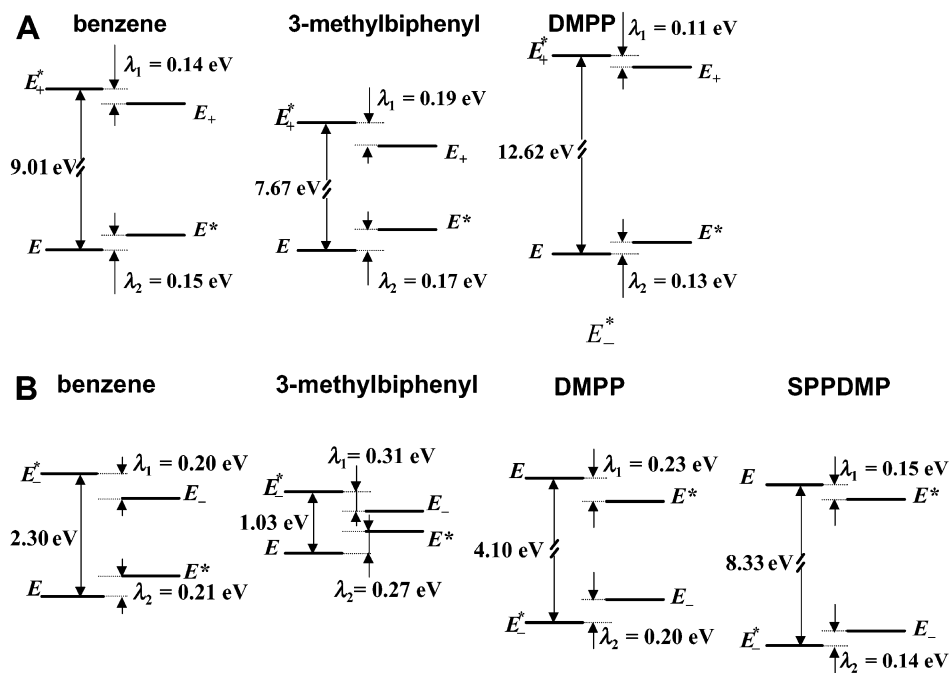 A
benzene
3-methylbiphenyl
DMPP
λ₁ = 0.14 eV
E*₊
E₊
9.01 eV
E*
E
λ₂ = 0.15 eV
λ₁ = 0.19 eV
E*₊
E₊
7.67 eV
E*
E
λ₂ = 0.17 eV
λ₁ = 0.11 eV
E*₊
E₊
12.62 eV
E*
E
λ₂ = 0.13 eV
E*₋
B
benzene
3-methylbiphenyl
DMPP
SPPDMP
λ₁ = 0.20 eV
E*₋
E₋
2.30 eV
E*
E
λ₂ = 0.21 eV
λ₁ = 0.31 eV
E*₋
E₋
1.03 eV
E*
E
λ₂= 0.27 eV
λ₁ = 0.23 eV
E
E*
4.10 eV
E₋
E*₋
λ₂ = 0.20 eV
λ₁ = 0.15 eV
E
E*
8.33 eV
E₋
E*₋
λ₂ = 0.14 eV